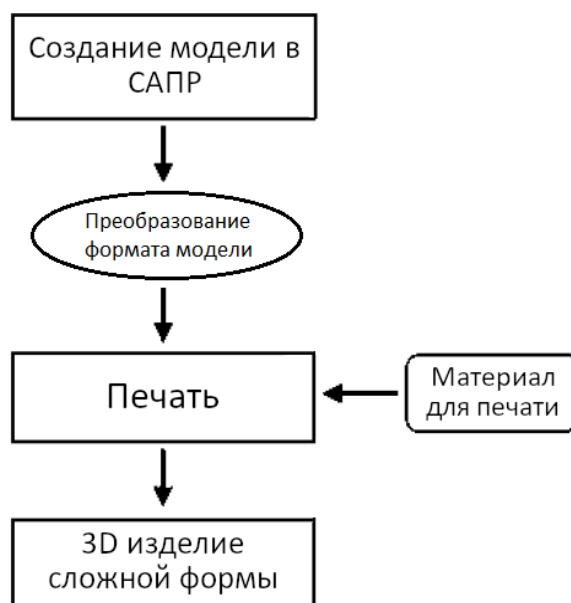 Создание модели в
САПР
Преобразование
формата модели
Печать
Материал
для печати
3D изделие
сложной формы